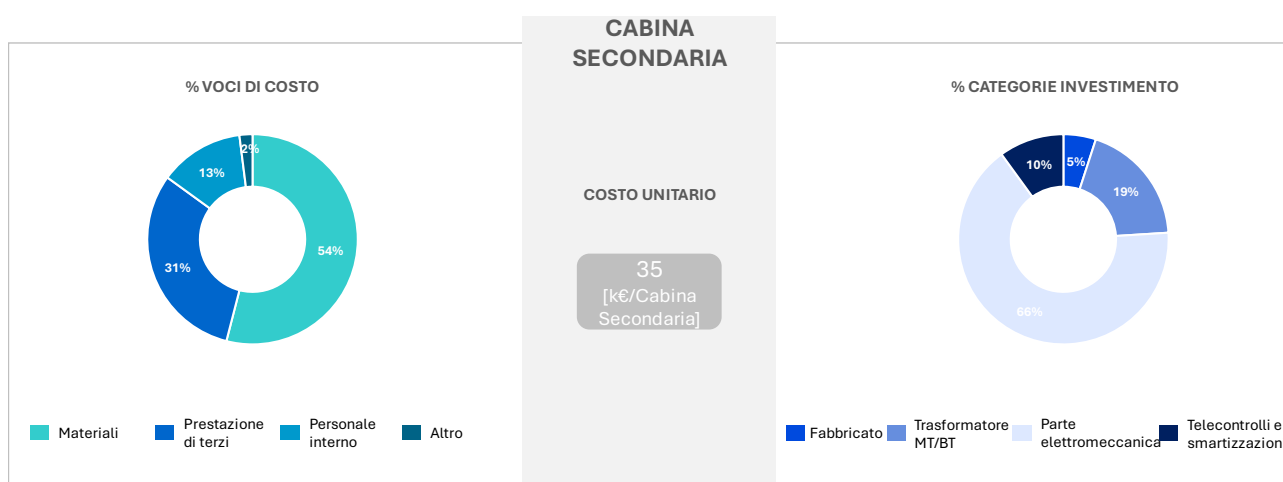 CABINA
SECONDARIA
% VOCI DI COSTO
2%
13%
54%
31%
Materiali
Prestazione
di terzi
Personale
interno
Altro
COSTO UNITARIO
35
[k€/Cabina
Secondaria]
% CATEGORIE INVESTIMENTO
10%
5%
19%
66%
Fabbricato
Trasformatore
MT/BT
Parte
elettromeccanica
Telecontrolli e
smartizzazion